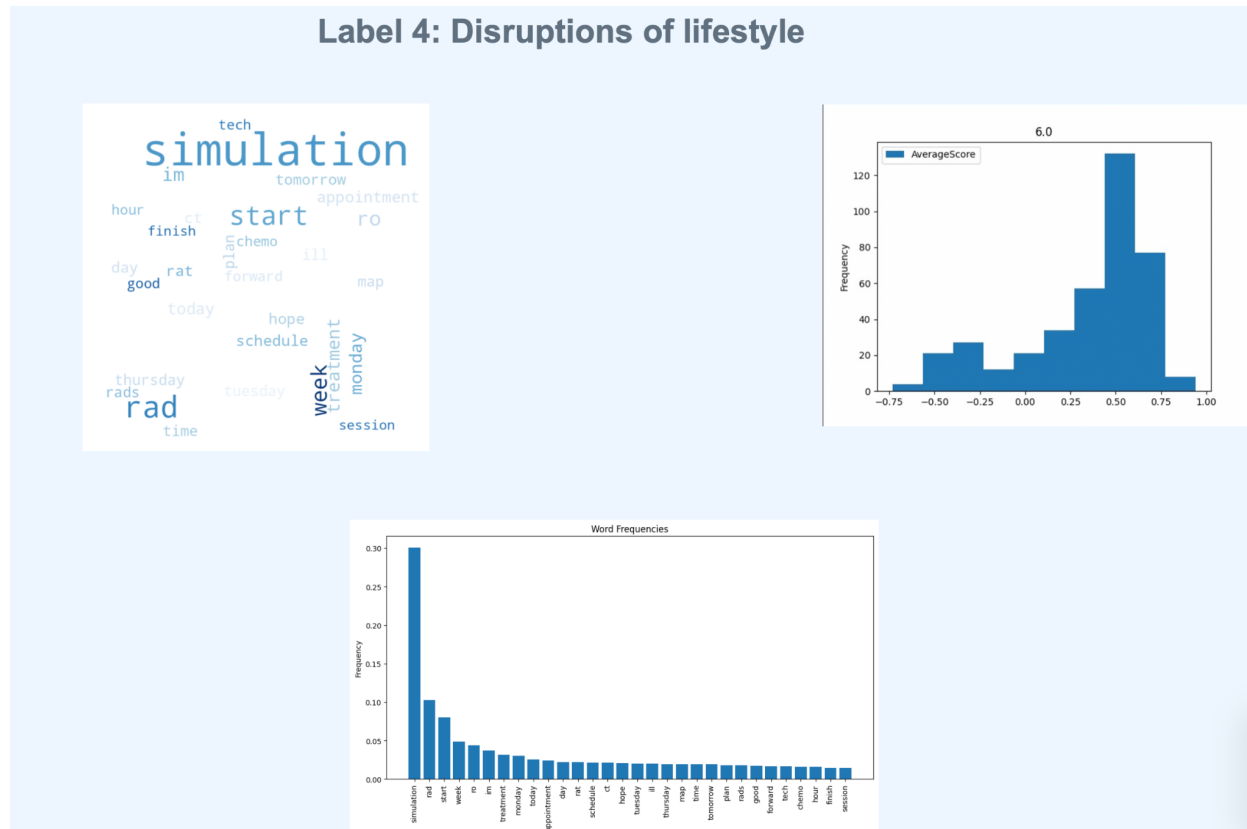 Label 4: Disruptions of lifestyle
tech
simulation
im
tomorrow
appointment
hour
ct
start
ro
finish
plan
chemo
ill
day
rat
good
forward
map
today
hope
schedule
treatment
monday
week
thursday
rads
tuesday
rad
time
session
6.0
AverageScore
Frequency
120
100
80
60
40
20
0
−0.75 −0.50 −0.25 0.00 0.25 0.50 0.75 1.00
Word Frequencies
Frequency
0.30
0.25
0.20
0.15
0.10
0.05
0.00
simulation
rad
start
week
ro
im
treatment
monday
today
ppointment
day
rat
schedule
ct
hope
tuesday
ill
thursday
map
time
tomorrow
plan
rads
good
forward
tech
chemo
hour
finish
session